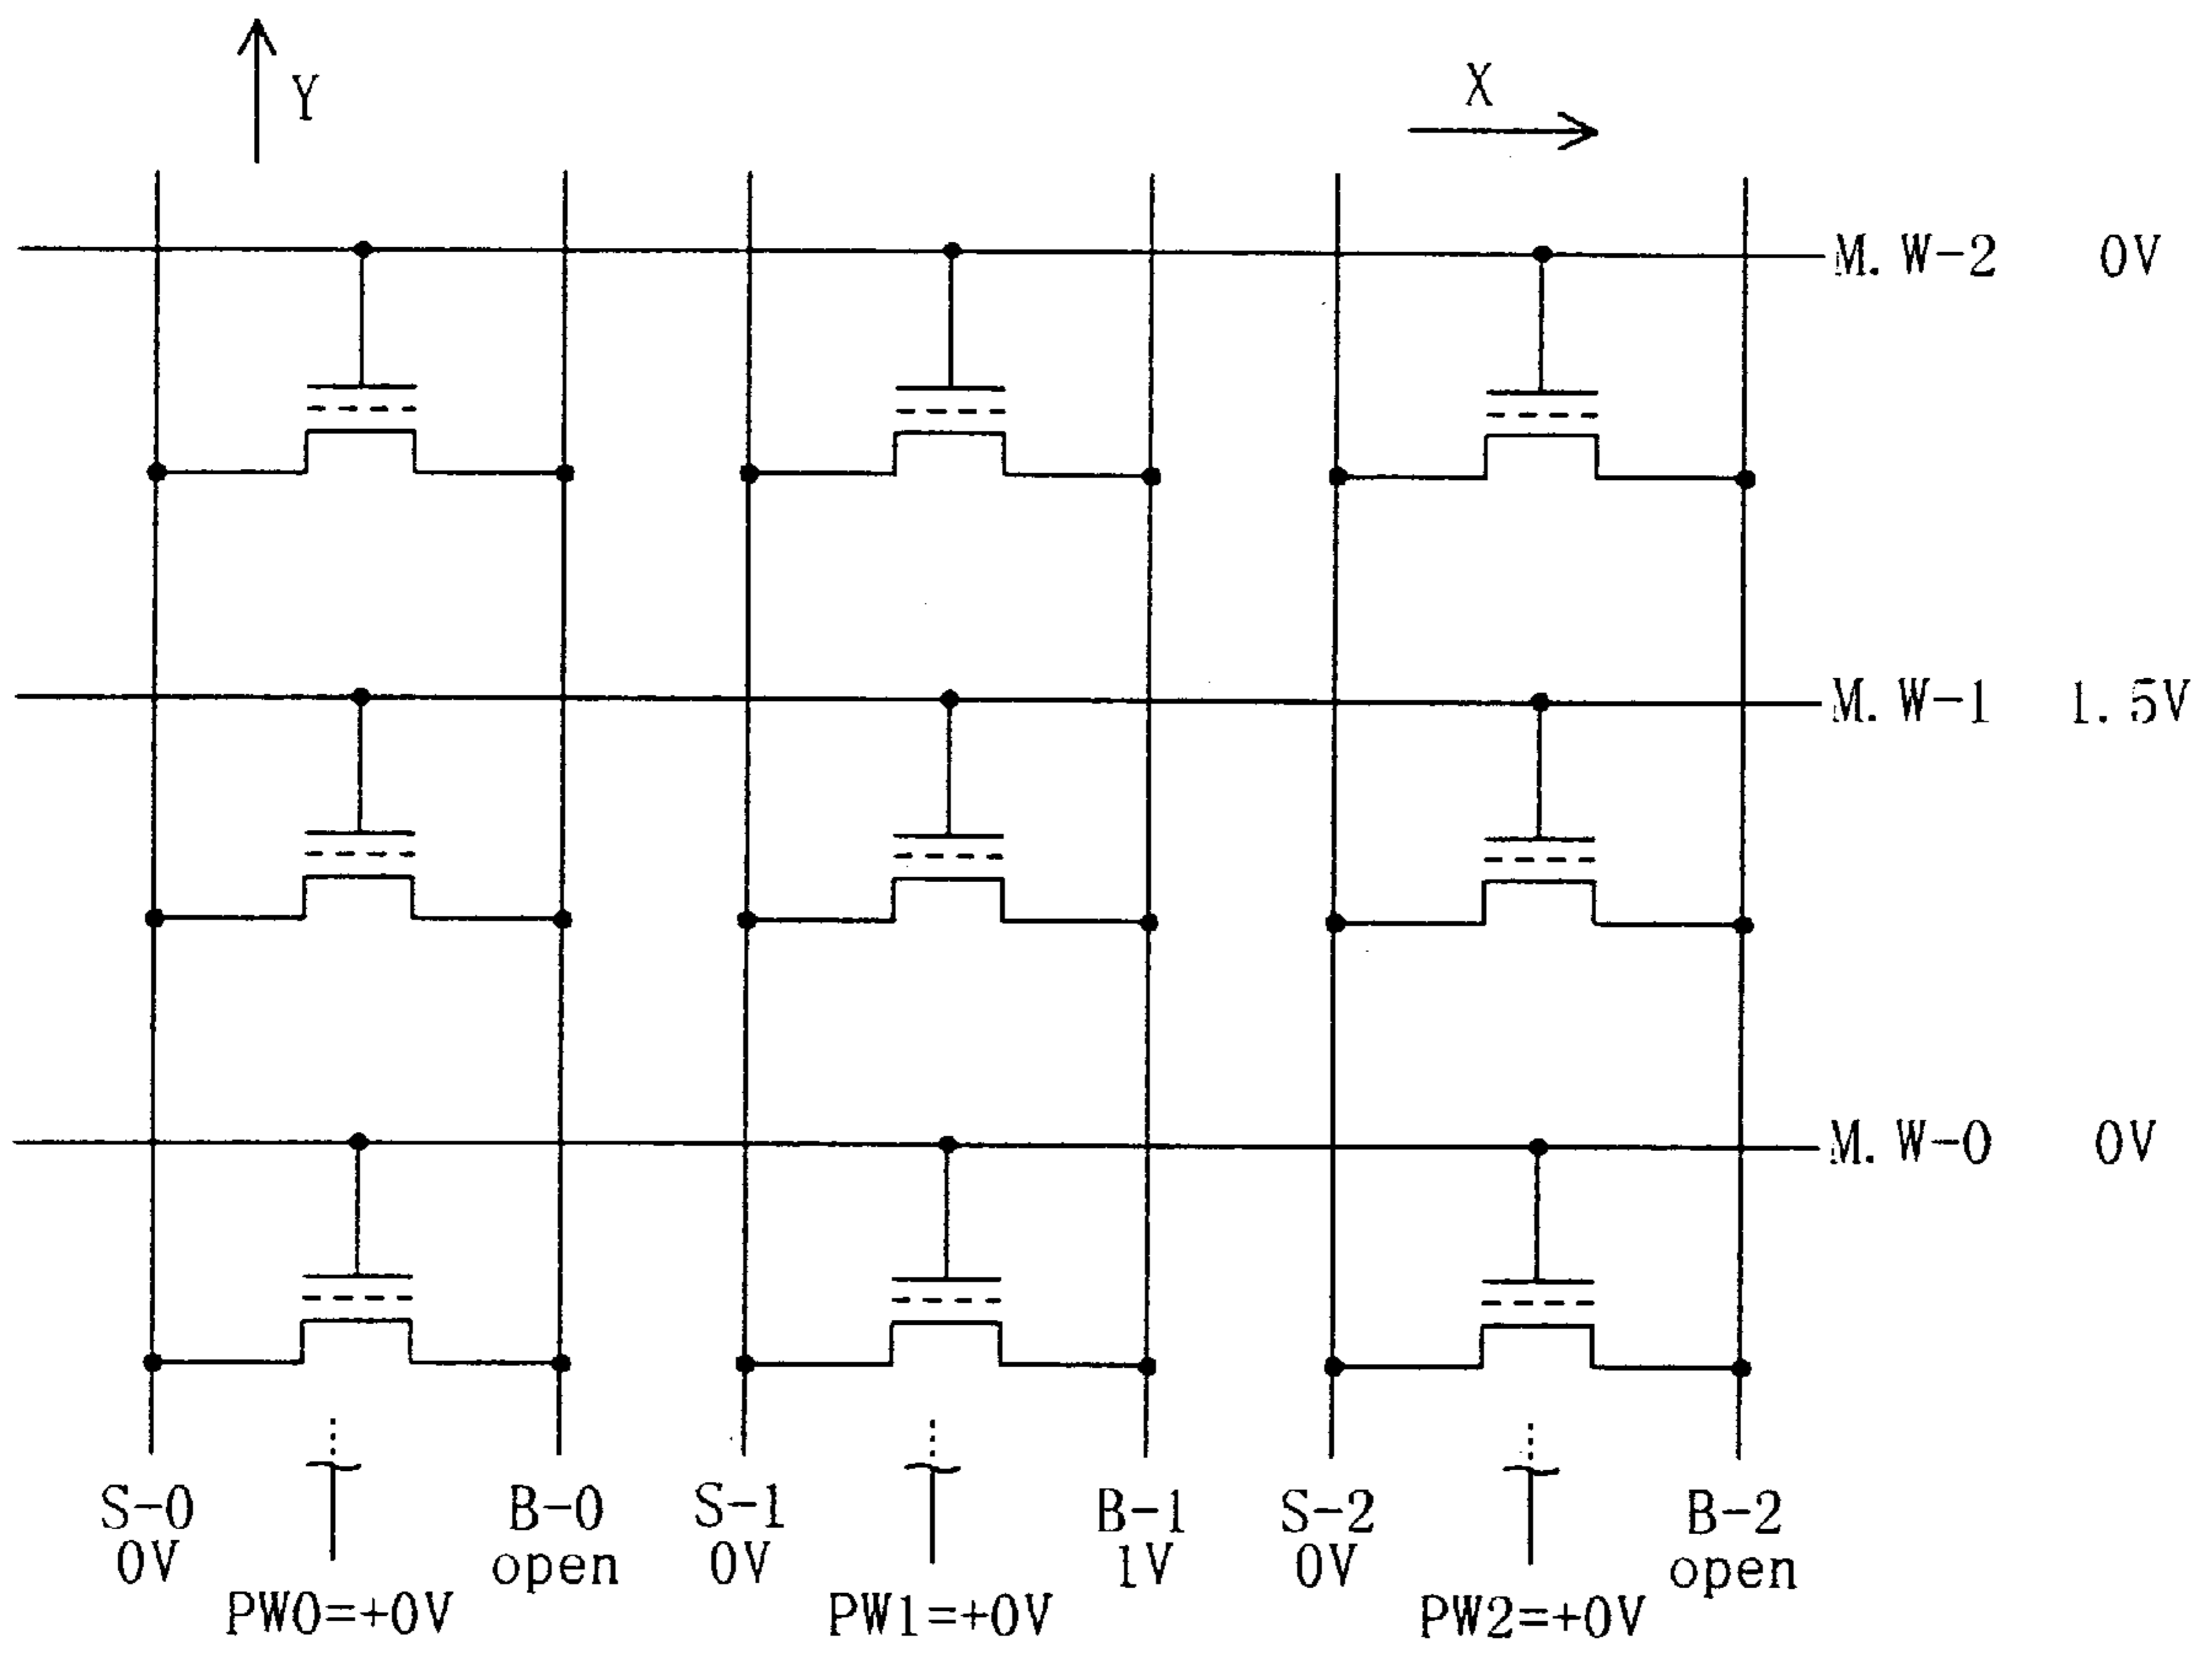 Y
X
M.W-2 0V
M.W-1 1.5V
M.W-0 0V
S-0 B-0 S-1 B-1 S-2 B-2
0V open 0V 1V 0V open
PW0=+0V PW1=+0V PW2=+0V